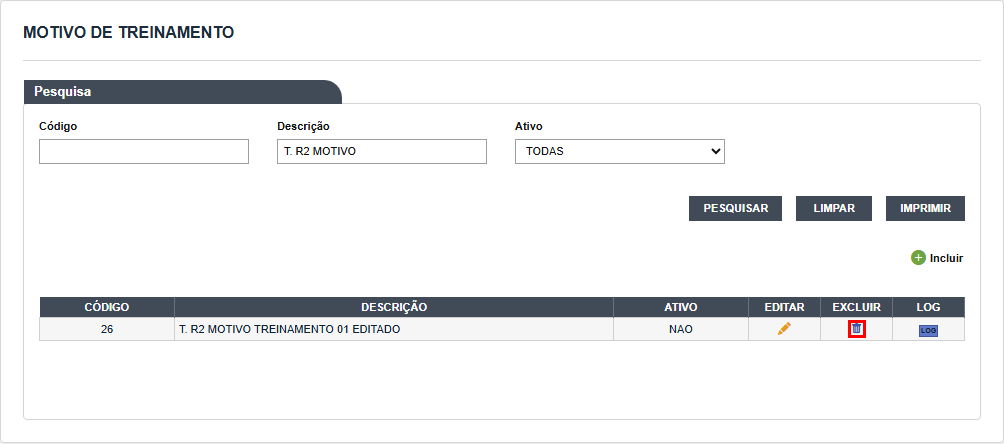 MOTIVO DE TREINAMENTO
Pesquisa
Código Descrição Ativo
T. R2 MOTIVO TODAS
PESQUISAR LIMPAR IMPRIMIR
Incluir
CÓDIGO DESCRIÇÃO ATIVO EDITAR EXCLUIR LOG
26 T. R2 MOTIVO TREINAMENTO 01 EDITADO NAO LOG